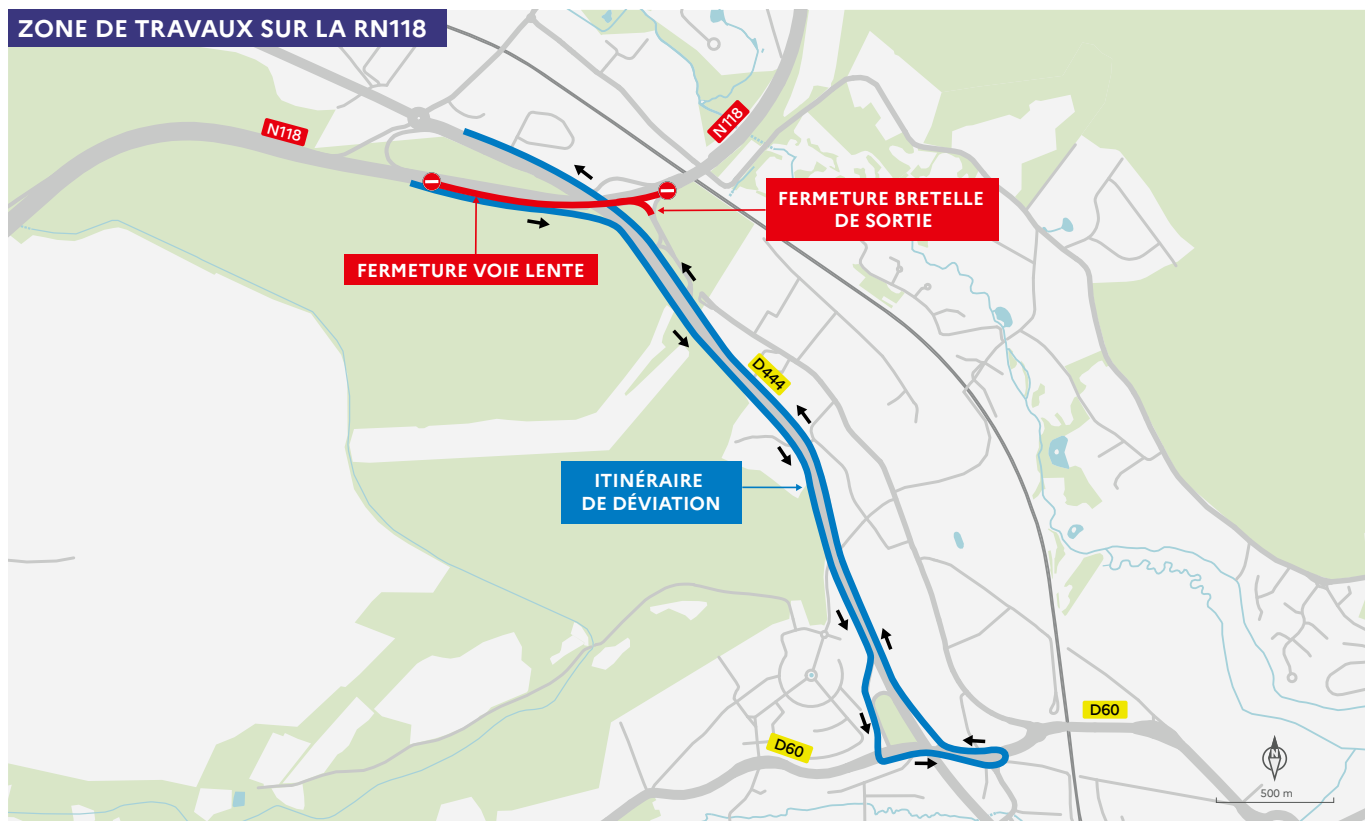 ZONE DE TRAVAUX SUR LA RN118
N118
N118
FERMETURE BRETELLE
DE SORTIE
FERMETURE VOIE LENTE
D444
ITINÉRAIRE
DE DÉVIATION
D60
D60
N
500 m